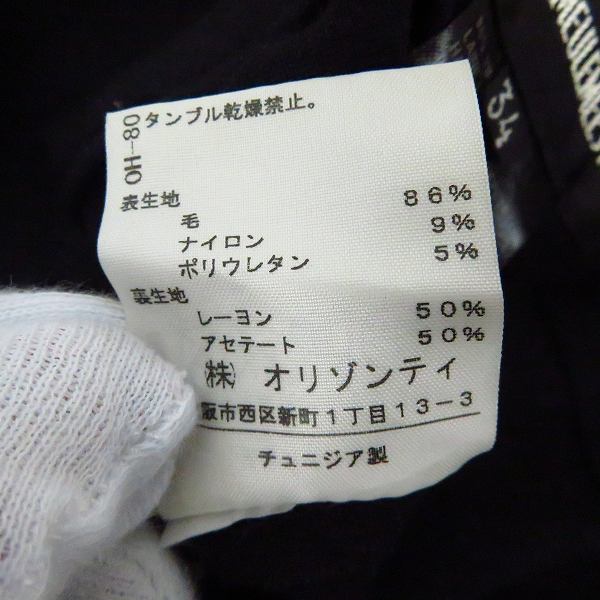 OH-80
タンブル乾燥禁止。
表生地
毛 86%
ナイロン 9%
ポリウレタン 5%
裏生地
レーヨン 50%
アセテート 50%
㈱ オリゾンティ
阪市西区新町1丁目13-3
チュニジア製
34